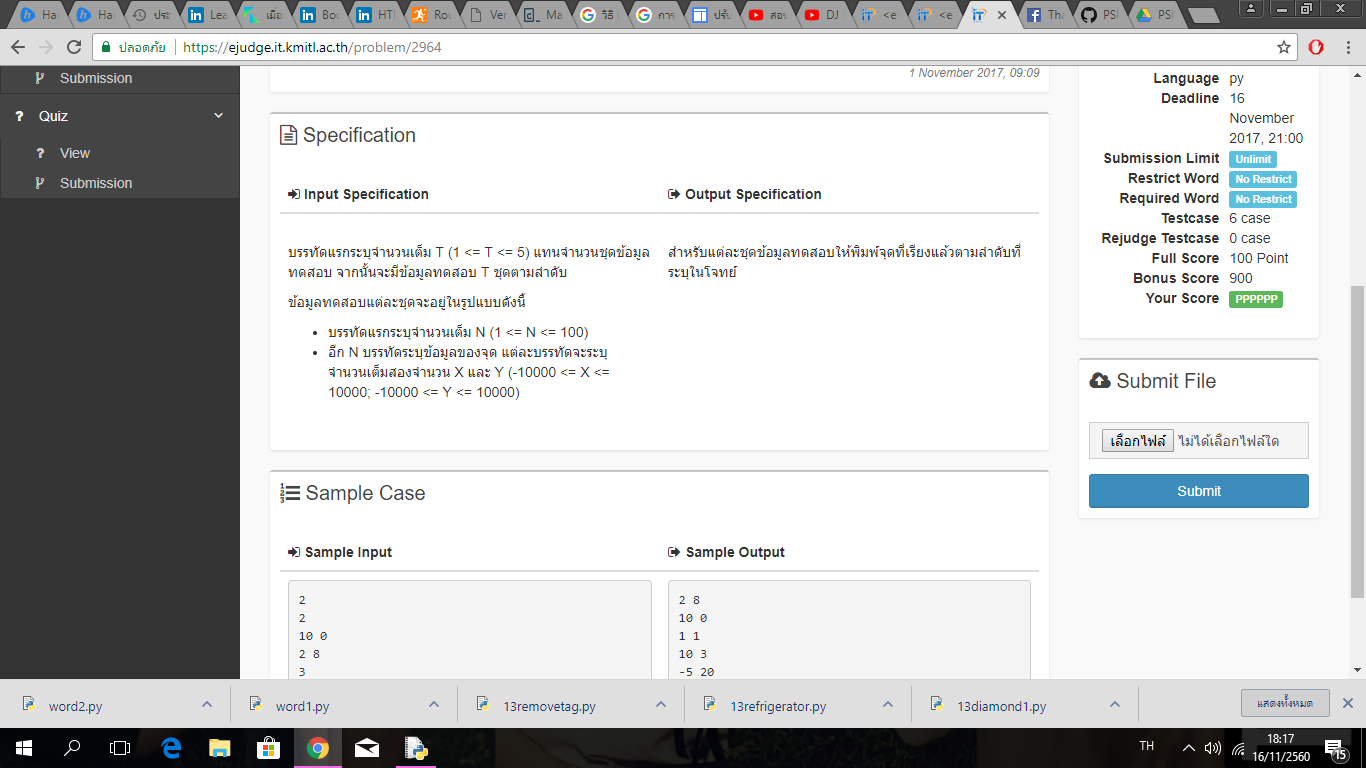 Ha
Ha
ประ
Lea
เมื่อ
Boo
HTI
Rou
Ver
Ma
วิธี
การ
ปรับ
สอน
DJ
<e
<e
Tha
PSI
PSI
ปลอดภัย
https://ejudge.it.kmitl.ac.th/problem/2964
Submission
Quiz
View
Submission
1 November 2017, 09:09
Specification
Input Specification
Output Specification
บรรทัดแรกระบุจำนวนเต็ม T (1 <= T <= 5) แทนจำนวนชุดข้อมูล
ทดสอบ จากนั้นจะมีข้อมูลทดสอบ T ชุดตามลำดับ
ข้อมูลทดสอบแต่ละชุดจะอยู่ในรูปแบบดังนี้
• บรรทัดแรกระบุจำนวนเต็ม N (1 <= N <= 100)
• อีก N บรรทัดระบุข้อมูลของจุด แต่ละบรรทัดจะระบุ
จำนวนเต็มสองจำนวน X และ Y (-10000 <= X <=
10000; -10000 <= Y <= 10000)
สำหรับแต่ละชุดข้อมูลทดสอบให้พิมพ์จุดที่เรียงแล้วตามลำดับที่
ระบุในโจทย์
Sample Case
Sample Input
Sample Output
2
2
10 0
2 8
3
2 8
10 0
1 1
10 3
-5 20
Language py
Deadline 16
November
2017, 21:00
Submission Limit Unlimit
Restrict Word No Restrict
Required Word No Restrict
Testcase 6 case
Rejudge Testcase 0 case
Full Score 100 Point
Bonus Score 900
Your Score PPPPPP
Submit File
เลือกไฟล์ ไม่ได้เลือกไฟล์ใด
Submit
word2.py
word1.py
13removetag.py
13refrigerator.py
13diamond1.py
แสดงทั้งหมด
TH
18:17
16/11/2560
15